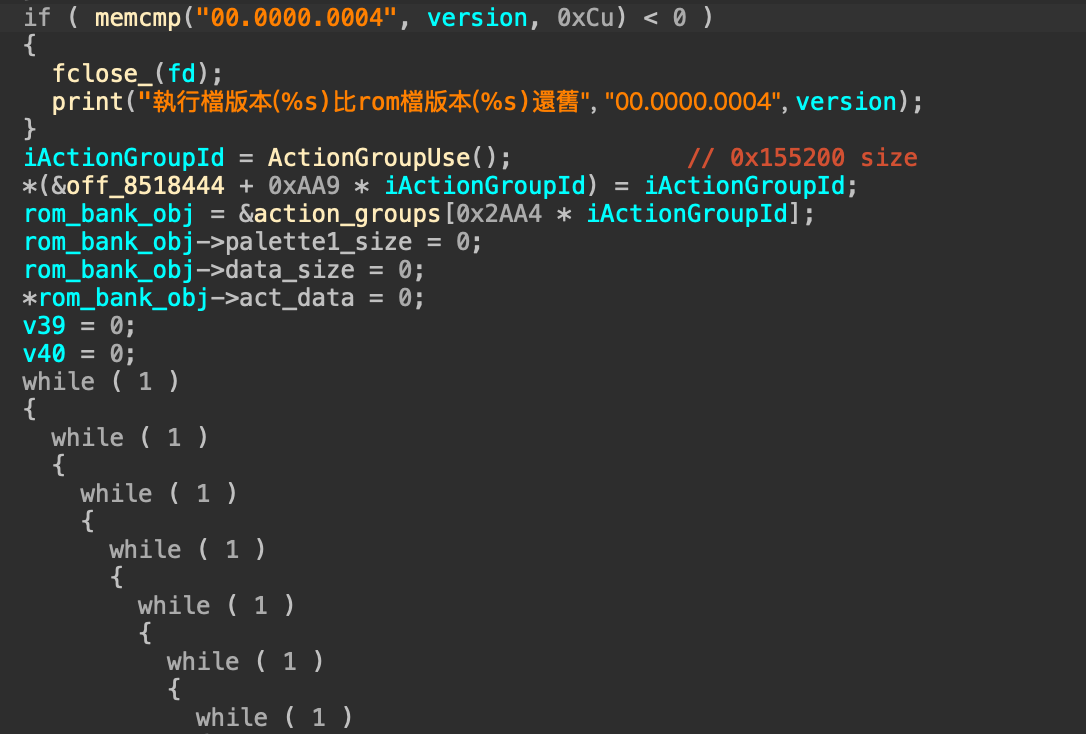 if ( memcmp("00.0000.0004", version, 0xCu) < 0 )
{
  fclose_(fd);
  print("執行檔版本(%s)比rom檔版本(%s)還舊", "00.0000.0004", version);
}
iActionGroupId = ActionGroupUse();            // 0x155200 size
*(&off_8518444 + 0xAA9 * iActionGroupId) = iActionGroupId;
rom_bank_obj = &action_groups[0x2AA4 * iActionGroupId];
rom_bank_obj->palette1_size = 0;
rom_bank_obj->data_size = 0;
*rom_bank_obj->act_data = 0;
v39 = 0;
v40 = 0;
while ( 1 )
{
  while ( 1 )
  {
    while ( 1 )
    {
      while ( 1 )
      {
        while ( 1 )
        {
          while ( 1 )
          {
            while ( 1 )